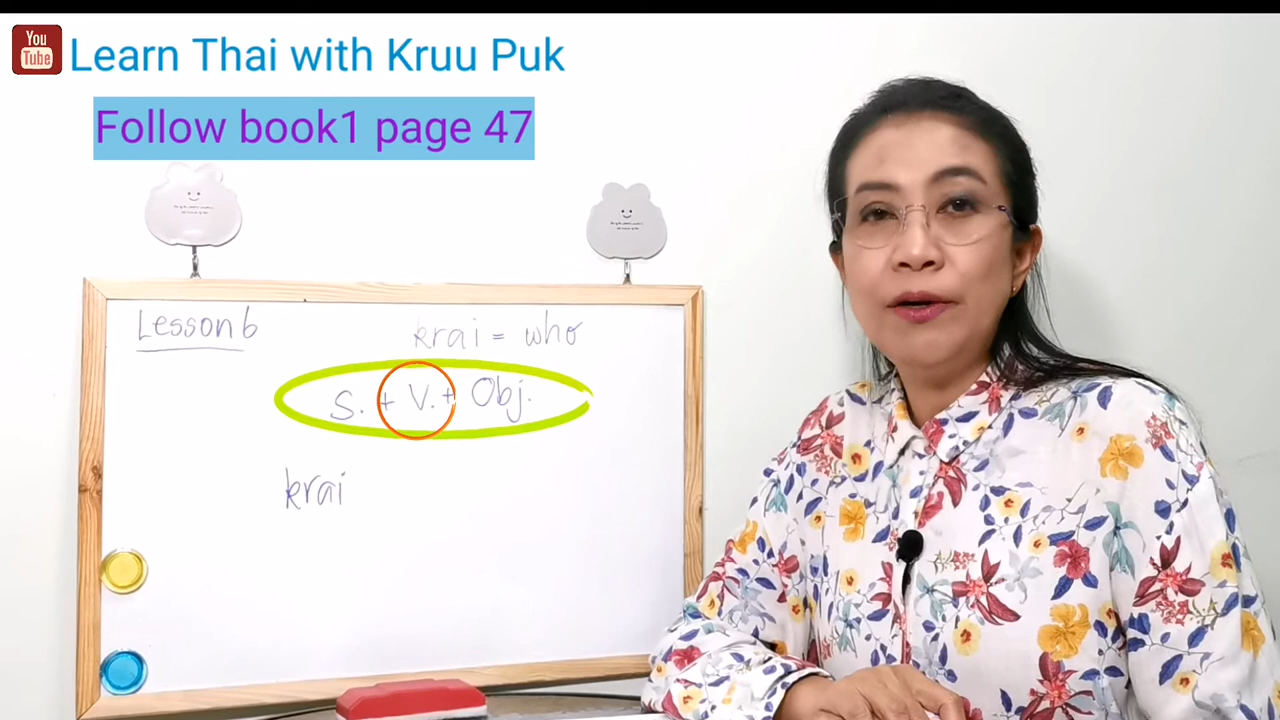 You
Tube
Learn Thai with Kruu Puk
Follow book1 page 47
Lesson 6
krai = who
S. + V. + Obj.
krai